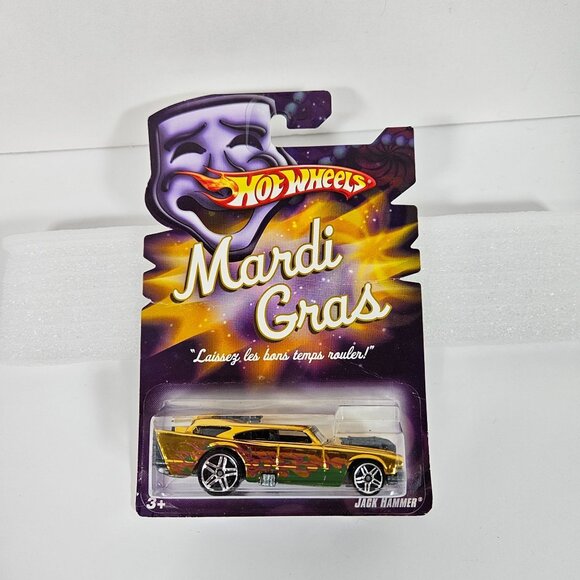 HOT WHEELS®
Mardi
Gras
"Laissez les bons temps rouler!"
3+
JACK HAMMER®